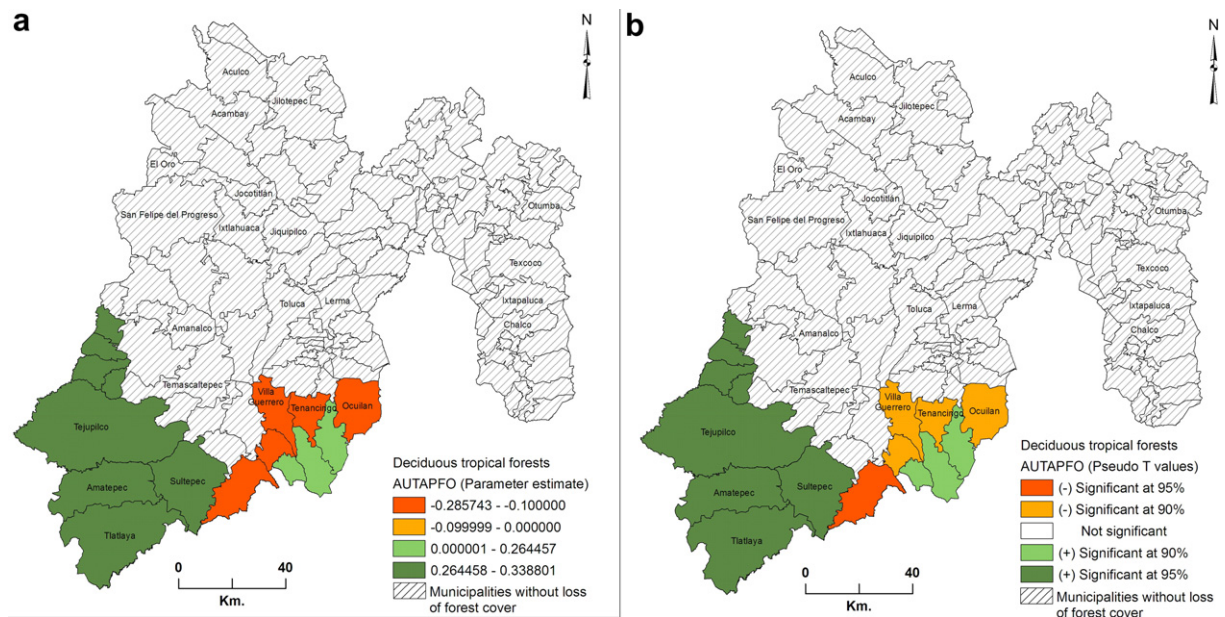 a
N
Aculco
Jilotepec
Acambay
El Oro
Jocotitlán
San Felipe del Progreso
Ixtlahuaca
Jiquipilco
Otumba
Texcoco
Toluca
Lerma
Ixtapaluca
Chalco
Amanalco
Temascaltepec
Villa
Guerrero
Tenancingo
Ocuilan
Tejupilco
Sultepec
Amatepec
Tlatlaya
Deciduous tropical forests
AUTAPFO (Parameter estimate)
-0.285743 - -0.100000
-0.099999 - 0.000000
0.000001 - 0.264457
0.264458 - 0.338801
Municipalities without loss
of forest cover
0 40
Km.
b
N
Aculco
Jilotepec
Acambay
El Oro
Jocotitlán
San Felipe del Progreso
Ixtlahuaca
Jiquipilco
Otumba
Texcoco
Toluca
Lerma
Ixtapaluca
Chalco
Amanalco
Temascaltepec
Villa
Guerrero
Tenancingo
Ocuilan
Tejupilco
Sultepec
Amatepec
Tlatlaya
Deciduous tropical forests
AUTAPFO (Pseudo T values)
(-) Significant at 95%
(-) Significant at 90%
Not significant
(+) Significant at 90%
(+) Significant at 95%
Municipalities without loss
of forest cover
0 40
Km.